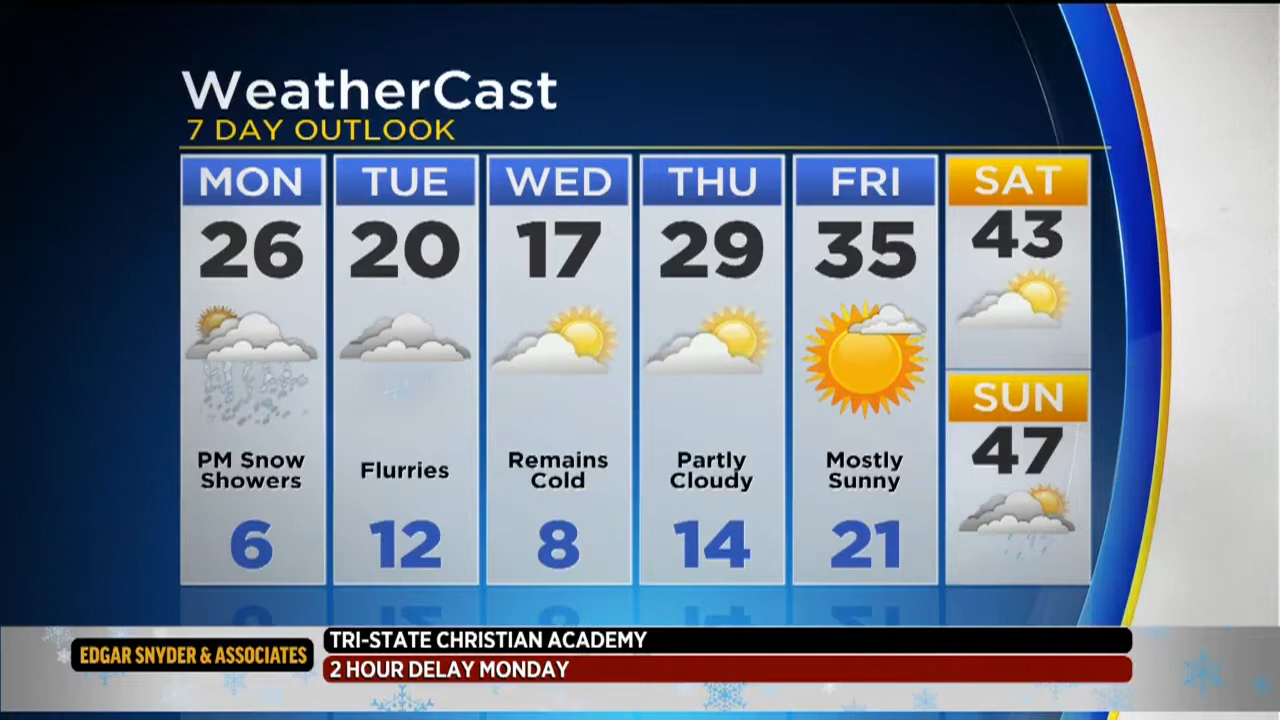 WeatherCast
7 DAY OUTLOOK
MON
26
PM Snow
Showers
6
TUE
20
Flurries
12
WED
17
Remains
Cold
8
THU
29
Partly
Cloudy
14
FRI
35
Mostly
Sunny
21
SAT
43
SUN
47
EDGAR SNYDER & ASSOCIATES
TRI-STATE CHRISTIAN ACADEMY
2 HOUR DELAY MONDAY